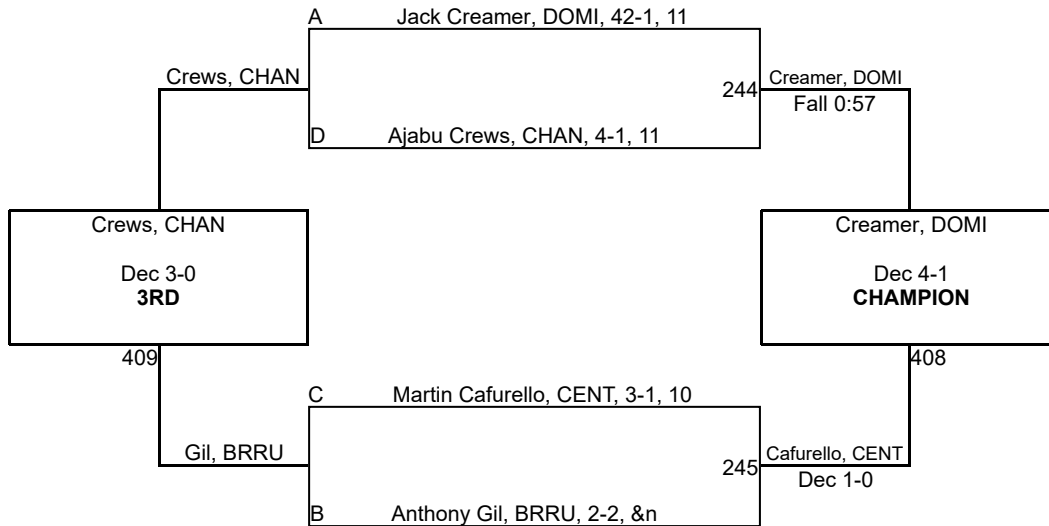 A Jack Creamer, DOMI, 42-1, 11
Crews, CHAN
244 Creamer, DOMI
Fall 0:57
D Ajabu Crews, CHAN, 4-1, 11
Crews, CHAN
Dec 3-0
3RD
409
Creamer, DOMI
Dec 4-1
CHAMPION
408
C Martin Cafurello, CENT, 3-1, 10
Gil, BRRU
245 Cafurello, CENT
Dec 1-0
B Anthony Gil, BRRU, 2-2, &n